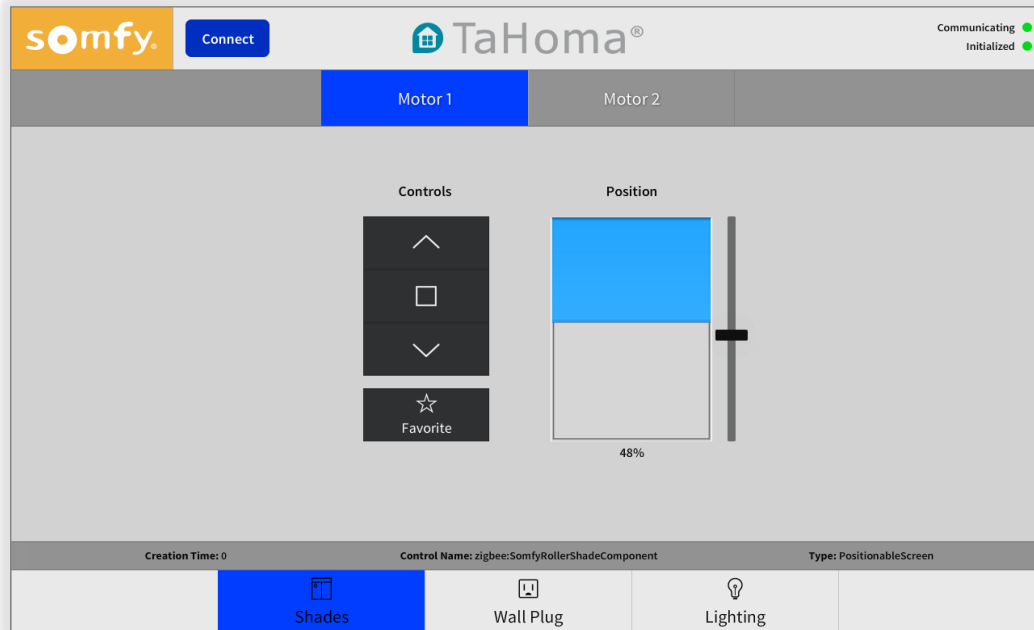 somfy.
Connect
TaHoma®
Communicating
Initialized
Motor 1
Motor 2
Controls
Position
Favorite
48%
Creation Time: 0
Control Name: zigbee:SomfyRollerShadeComponent
Type: PositionableScreen
Shades
Wall Plug
Lighting